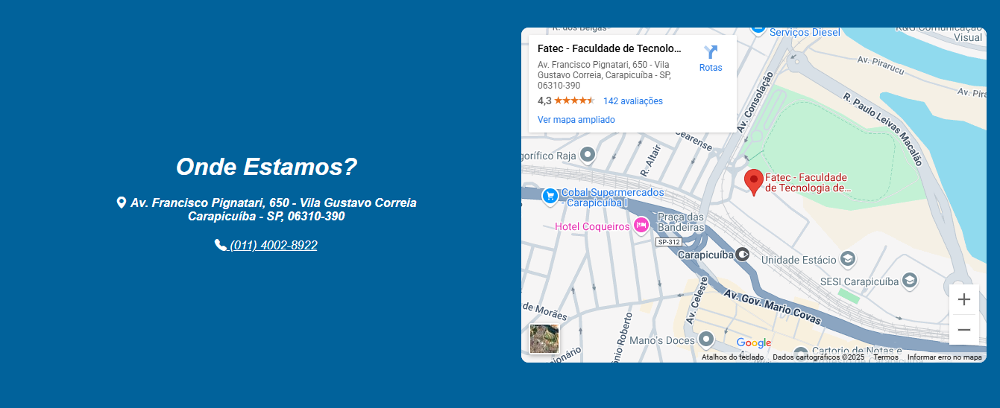 Onde Estamos?
Av. Francisco Pignatari, 650 - Vila Gustavo Correia
Carapicuíba - SP, 06310-390
(011) 4002-8922
Fatec - Faculdade de Tecnolo...
Av. Francisco Pignatari, 650 - Vila
Gustavo Correia, Carapicuíba - SP,
06310-390
4,3
142 avaliações
Ver mapa ampliado
Rotas
R. dos Belgas
Serviços Diesel
R&G Comunicação
Visual
Av. Pirarucu
Av. Pira
Av. Consolação
R. Paulo Leivas Macalão
Cearense
R. Altair
gorífico Raja
Fatec - Faculdade
de Tecnologia de...
Cobal Supermercados
- Carapicuíba I
Hotel Coqueiros
Praça das
Bandeiras
SP-312
Carapicuíba
Unidade Estácio
SESI Carapicuíba
Av. Celeste
Av. Gov. Mario Covas
de Morães
ônio Roberto
sionário
Mano's Doces
Google
Cartorio de Notas e
Atalhos do teclado
Dados cartográficos ©2025
Termos
Informar erro no mapa